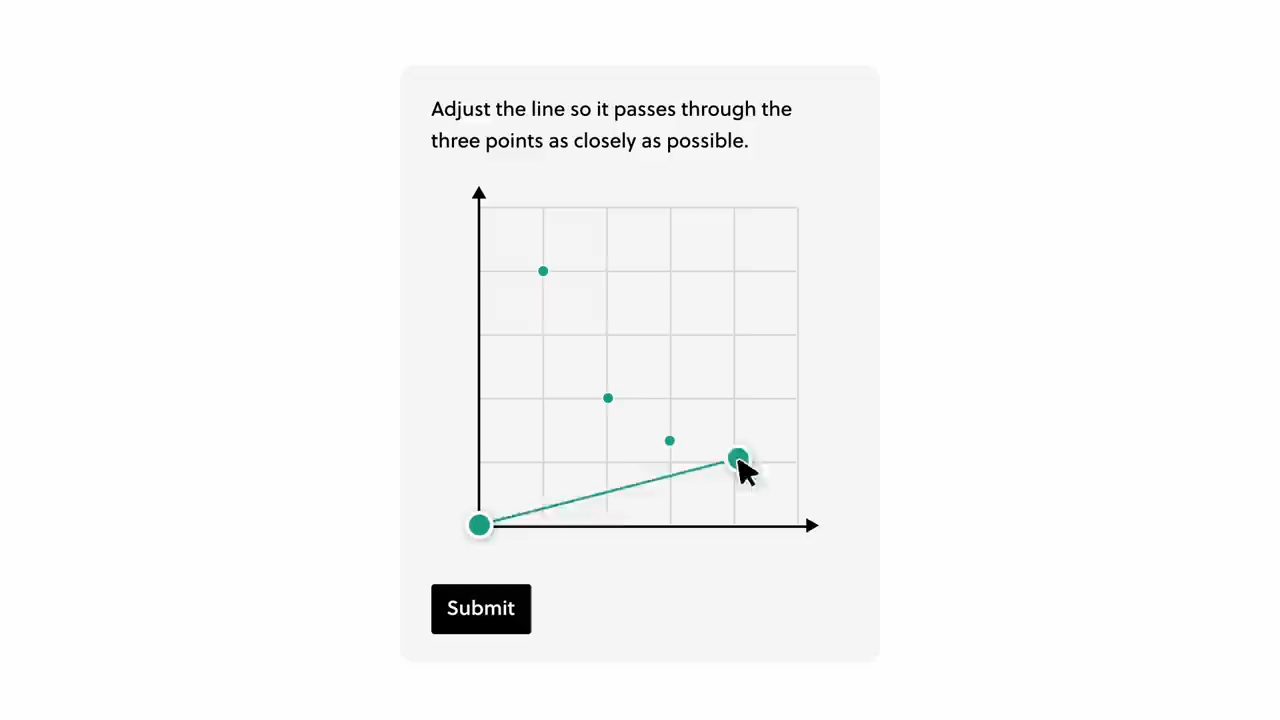 Adjust the line so it passes through the
three points as closely as possible.
Submit